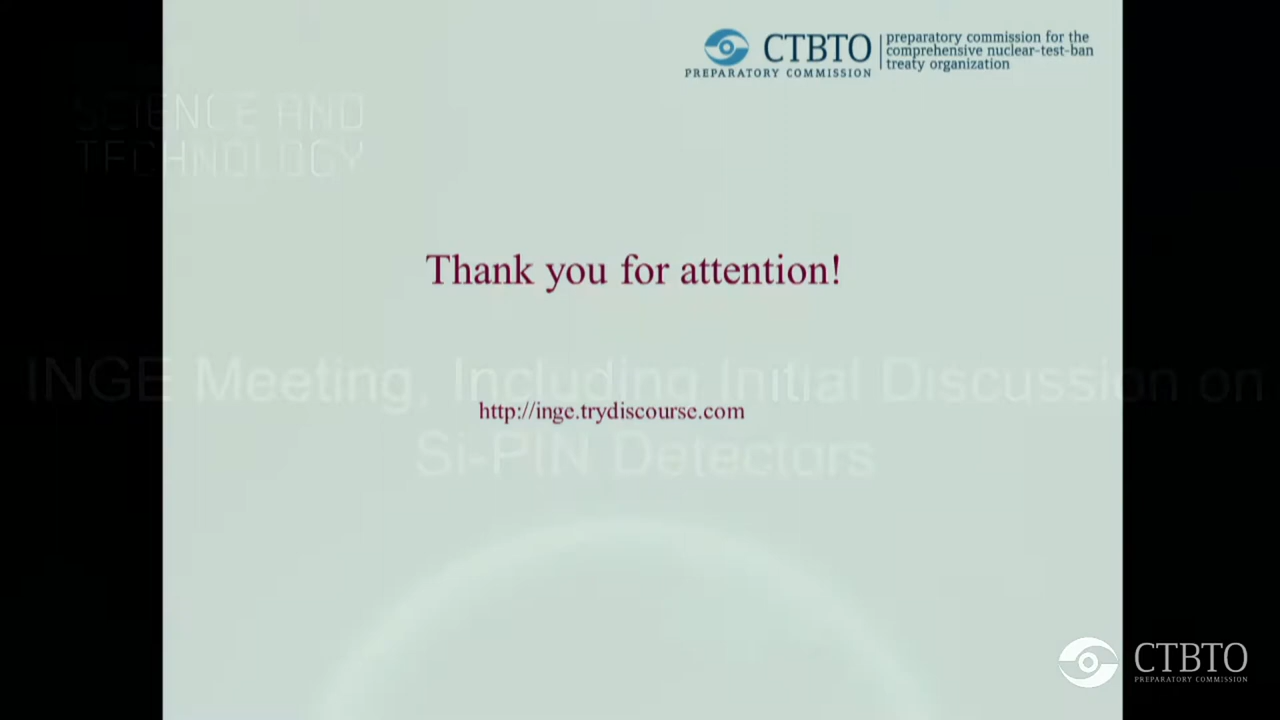 CTBTO
PREPARATORY COMMISSION
preparatory commission for the
comprehensive nuclear-test-ban
treaty organization
SCIENCE AND
TECHNOLOGY
Thank you for attention!
INGE Meeting, Including Initial Discussion on
http://inge.trydiscourse.com
Si-PIN Detectors
CTBTO
PREPARATORY COMMISSION